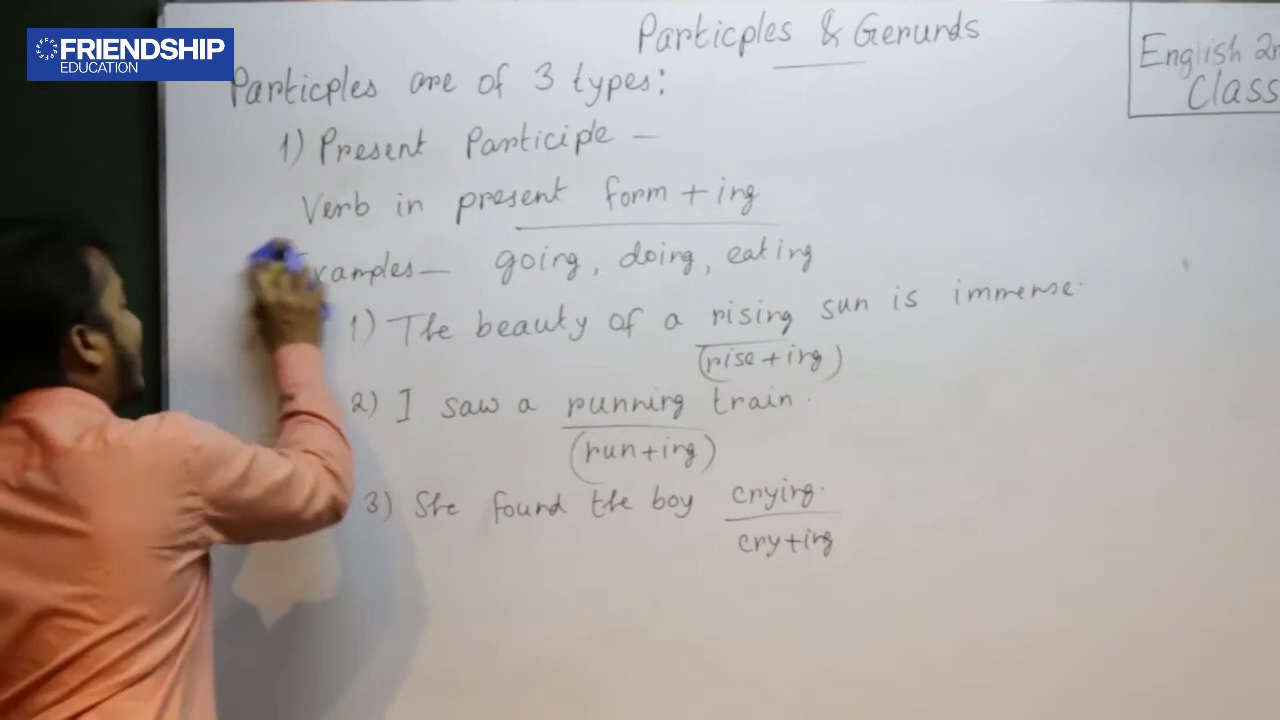 FRIENDSHIP
EDUCATION
Particples & Gerunds
English 2n
Class
Particples are of 3 types:
1) Present Participle —
Verb in present form + ing
xamples — going, doing, eating
1) The beauty of a rising sun is immense.
(rise + ing)
2) I saw a running train.
(run + ing)
3) She found the boy crying.
cry + ing